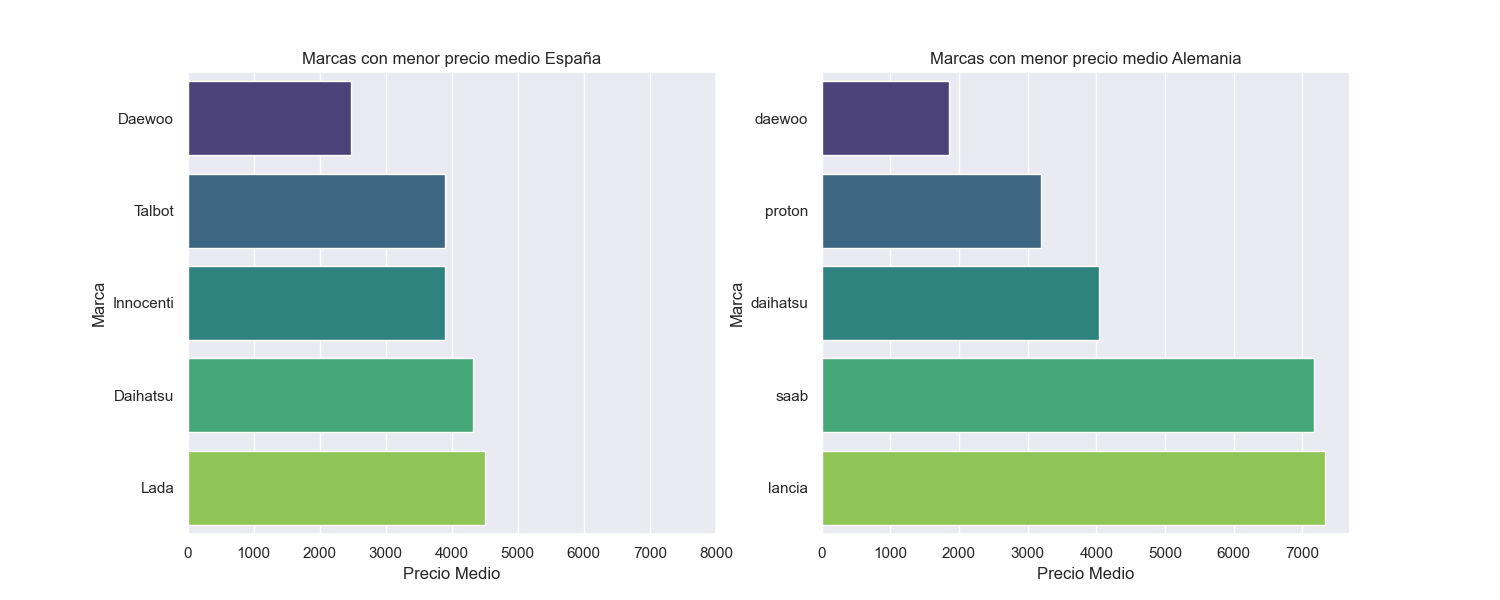 Marcas con menor precio medio España
Marca
Daewoo
Talbot
Innocenti
Daihatsu
Lada
0 1000 2000 3000 4000 5000 6000 7000 8000
Precio Medio
Marcas con menor precio medio Alemania
Marca
daewoo
proton
daihatsu
saab
lancia
0 1000 2000 3000 4000 5000 6000 7000
Precio Medio